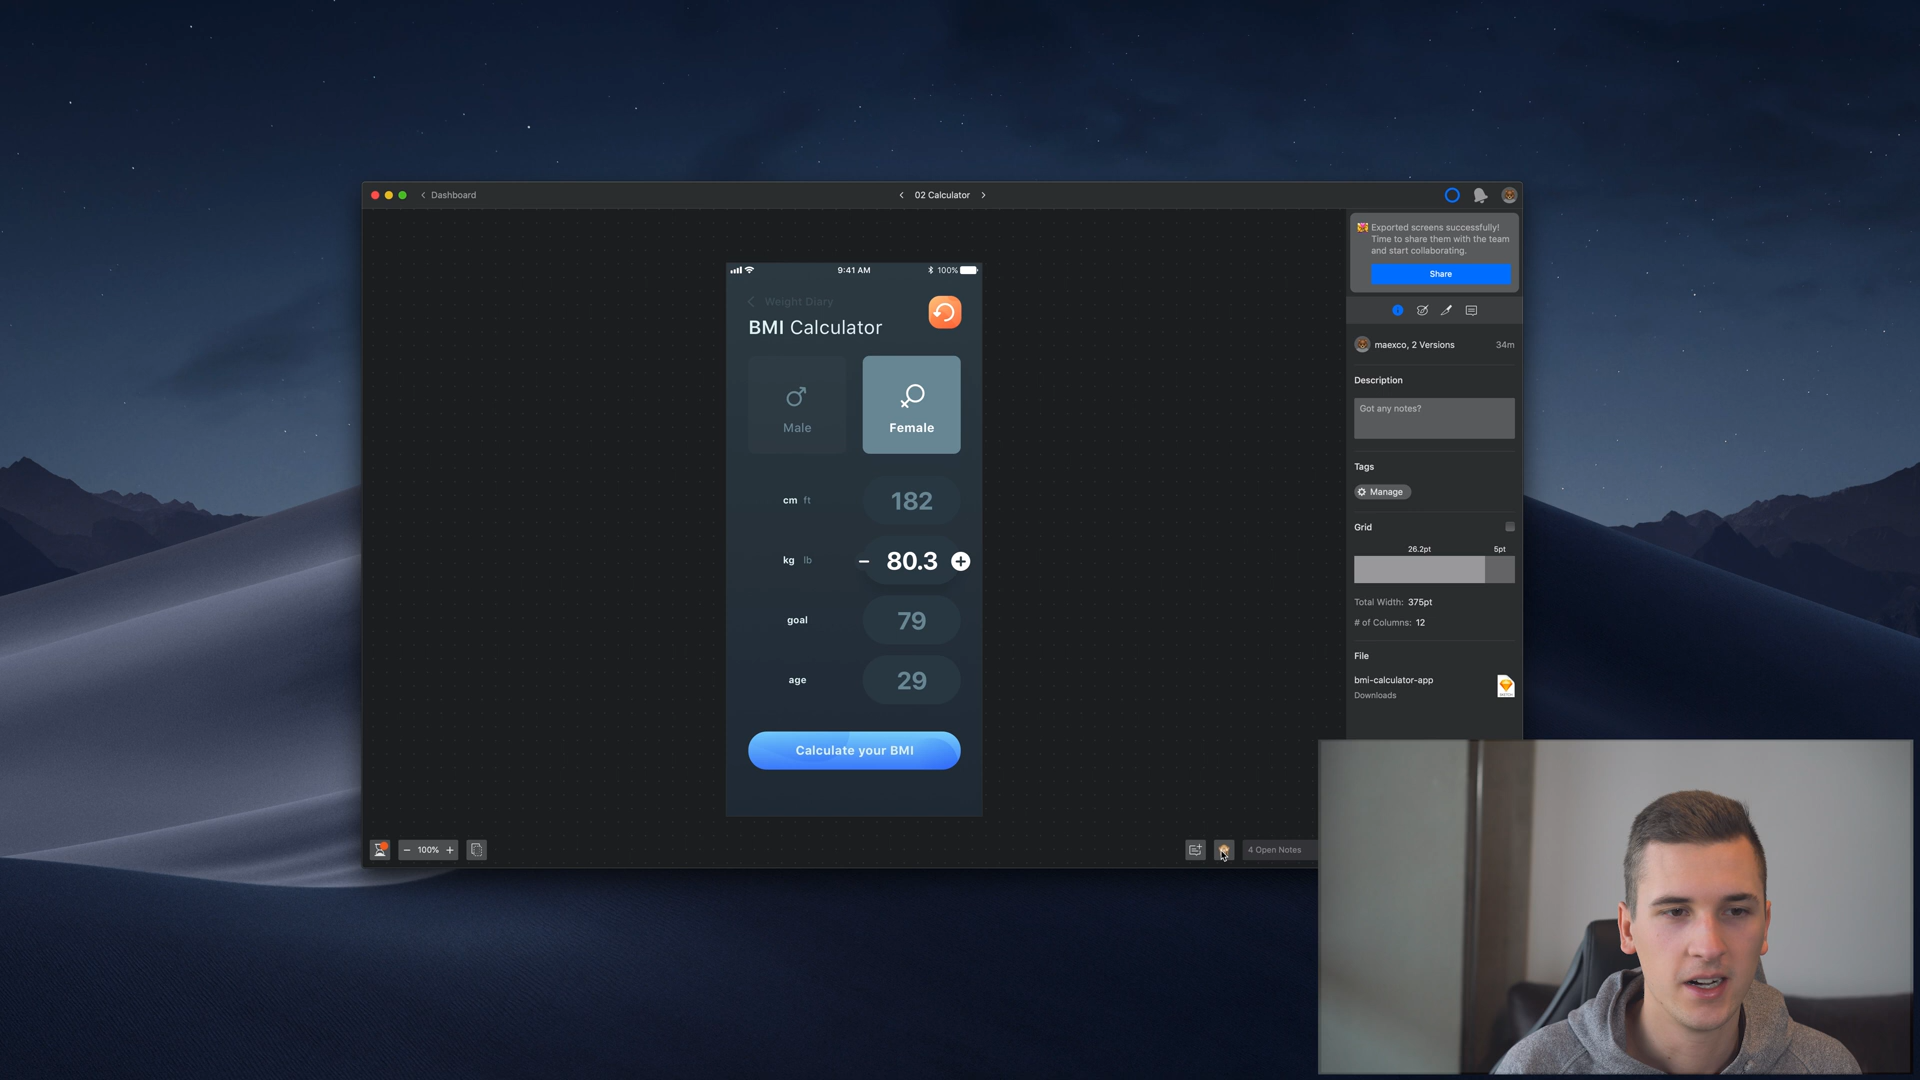 Dashboard
02 Calculator
Exported screens successfully!
Time to share them with the team
and start collaborating.
Share
9:41 AM
100%
Weight Diary
BMI Calculator
Male
Female
cm ft
182
kg lb
80.3
goal
79
age
29
Calculate your BMI
maexco, 2 Versions
34m
Description
Got any notes?
Tags
Manage
Grid
26.2pt
5pt
Total Width: 375pt
# of Columns: 12
File
bmi-calculator-app
Downloads
100%
4 Open Notes